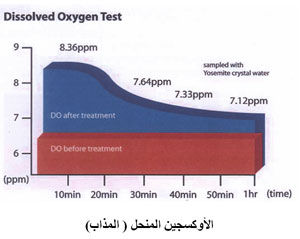 Dissolved Oxygen Test
9
8.36ppm
sampled with
Yosemite crystal water
8
7.64ppm
7.33ppm
7.12ppm
7
DO after treatment
6
DO before treatment
(ppm)
10min 20min 30min 40min 50min 1hr (time)
الأوكسجين المنحل ( المذاب)